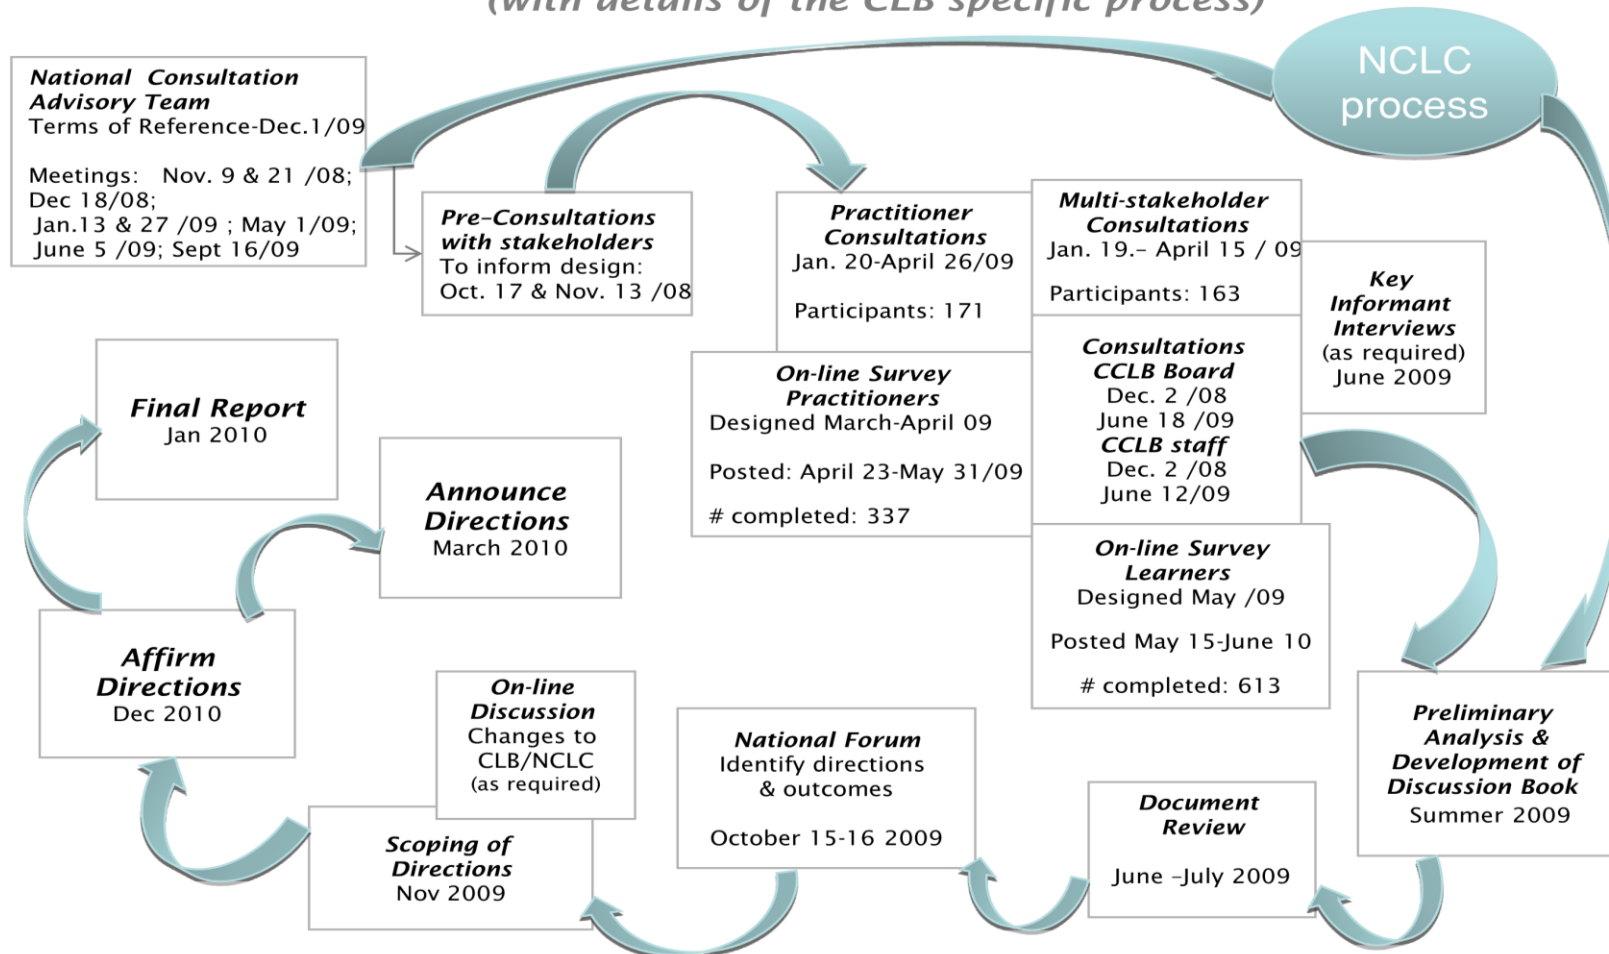 (with details of the CLB specific process)
NCLC
process
National Consultation
Advisory Team
Terms of Reference-Dec.1/09
Meetings: Nov. 9 & 21 /08;
Dec 18/08;
Jan.13 & 27 /09 ; May 1/09;
June 5 /09; Sept 16/09
Pre-Consultations
with stakeholders
To inform design:
Oct. 17 & Nov. 13 /08
Practitioner
Consultations
Jan. 20-April 26/09
Participants: 171
Multi-stakeholder
Consultations
Jan. 19.- April 15 / 09
Participants: 163
Key
Informant
Interviews
(as required)
June 2009
On-line Survey
Practitioners
Designed March-April 09
Posted: April 23-May 31/09
# completed: 337
Consultations
CCLB Board
Dec. 2 /08
June 18 /09
CCLB staff
Dec. 2 /08
June 12/09
On-line Survey
Learners
Designed May /09
Posted May 15-June 10
# completed: 613
Preliminary
Analysis &
Development of
Discussion Book
Summer 2009
Document
Review
June –July 2009
National Forum
Identify directions
& outcomes
October 15-16 2009
On-line
Discussion
Changes to
CLB/NCLC
(as required)
Scoping of
Directions
Nov 2009
Affirm
Directions
Dec 2010
Announce
Directions
March 2010
Final Report
Jan 2010